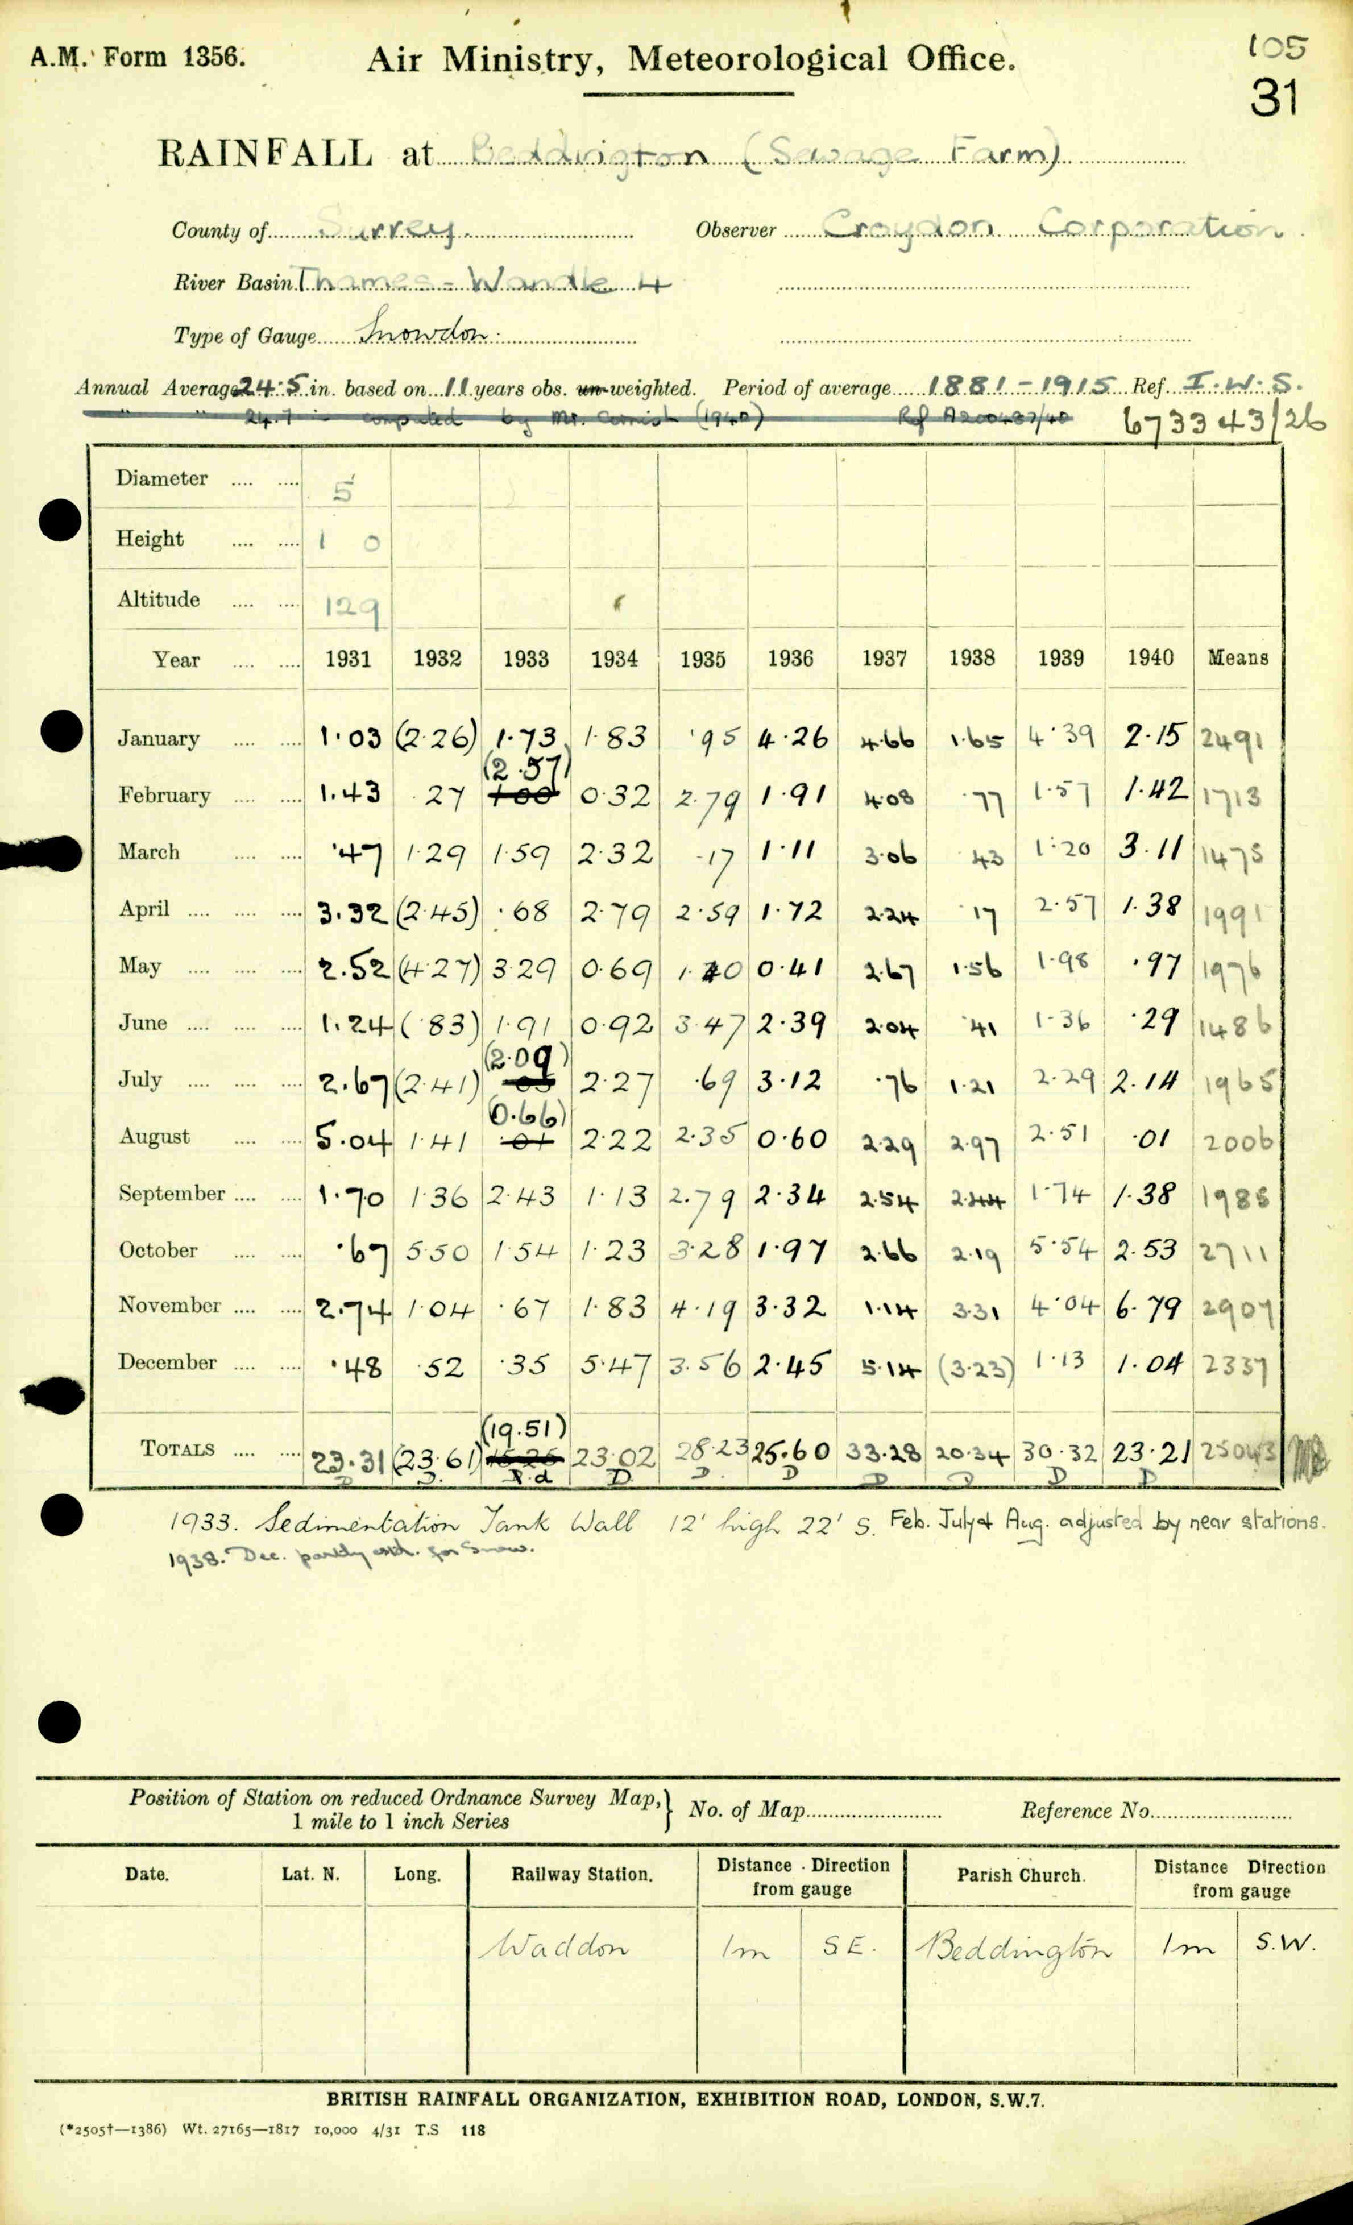 A.M. Form 1356. Air Ministry, Meteorological Office. 105
31
RAINFALL at Beddington (Sewage Farm)
County of Surrey Observer Croydon Corporation.
River Basin Thames - Wandle 4
Type of Gauge Snowdon
Annual Average 24.5 in. based on 11 years obs. un-weighted. Period of average 1881-1915 Ref. I.W.S.
" " 24.7 in computed by Mr. Cornish (1940) Ref A200437/40 673343/26
Diameter 5
Height 1 0
Altitude 129
Year 1931 1932 1933 1934 1935 1936 1937 1938 1939 1940 Means
January 1.03 (2.26) 1.73 1.83 .95 4.26 4.66 1.65 4.39 2.15 2491
(2.57)
February 1.43 .27 1.00 0.32 2.79 1.91 4.08 .77 1.57 1.42 1713
March .47 1.29 1.59 2.32 .17 1.11 3.06 .43 1.20 3.11 1475
April 3.32 (2.45) .68 2.79 2.59 1.72 2.24 .17 2.57 1.38 1991
May 2.52 (4.27) 3.29 0.69 1.40 0.41 2.67 1.56 1.98 .97 1976
June 1.24 (.83) 1.91 0.92 3.47 2.39 2.04 .41 1.36 .29 1486
(2.09)
July 2.67 (2.41) .03 2.27 .69 3.12 .76 1.21 2.29 2.14 1965
(0.66)
August 5.04 1.41 .01 2.22 2.35 0.60 2.29 2.97 2.51 .01 2006
September 1.70 1.36 2.43 1.13 2.79 2.34 2.54 2.44 1.74 1.38 1985
October .67 5.50 1.54 1.23 3.28 1.97 2.66 2.19 5.54 2.53 2711
November 2.74 1.04 .67 1.83 4.19 3.32 1.14 3.31 4.04 6.79 2907
December .48 .52 .35 5.47 3.56 2.45 5.14 (3.23) 1.13 1.04 2337
(19.51)
TOTALS 23.31 (23.61) 15.25 23.02 28.23 25.60 33.28 20.34 30.32 23.21 25043
D D. P.d D D. D D D D D
1933. Sedimentation Tank Wall 12' high 22' S. Feb. July & Aug. adjusted by near stations.
1938. Dec. partly est. for snow.
Position of Station on reduced Ordnance Survey Map, 1 mile to 1 inch Series } No. of Map Reference No.
Date. Lat. N. Long. Railway Station. Distance Direction from gauge Parish Church. Distance Direction from gauge
Waddon 1m S E. Beddington 1m S.W.
BRITISH RAINFALL ORGANIZATION, EXHIBITION ROAD, LONDON, S.W.7.
(*2505†—1386) Wt. 27165—1817 10,000 4/31 T.S 118